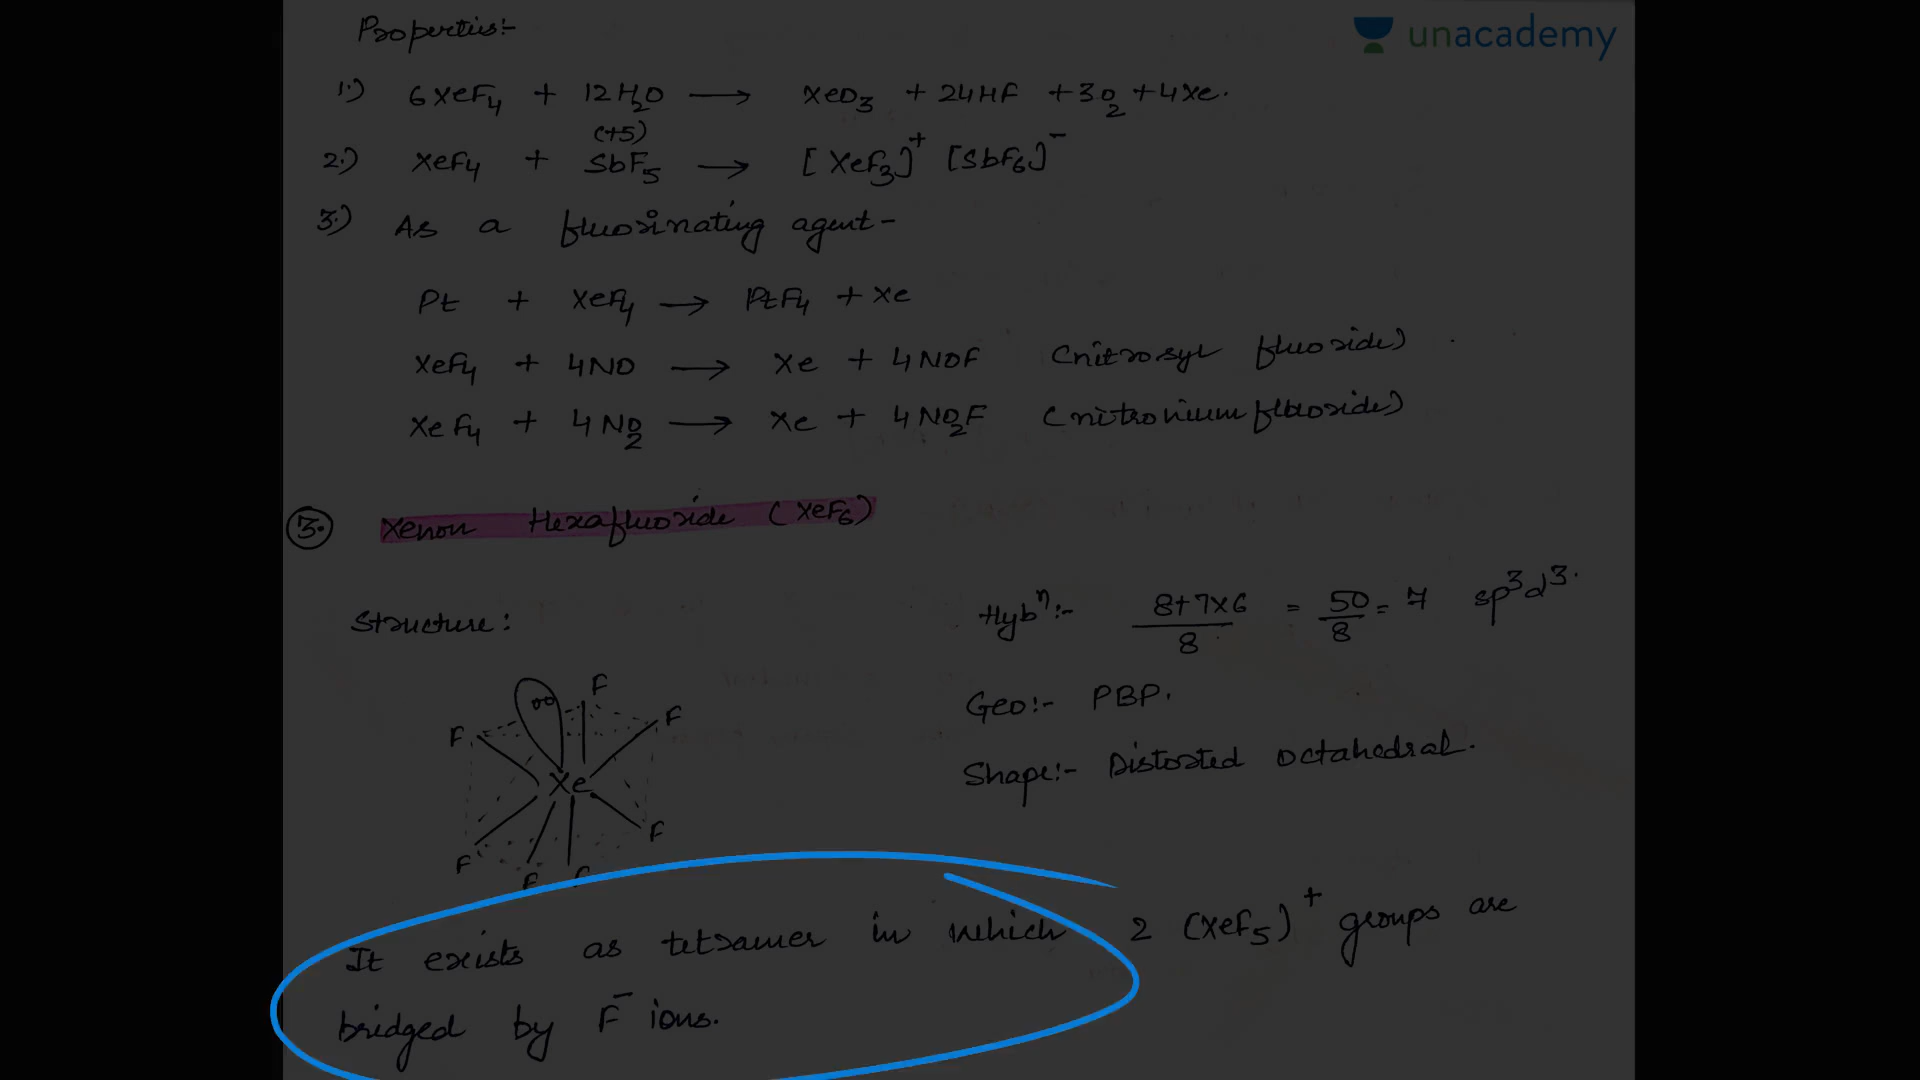 Properties:-
unacademy
1.) 6XeF₄ + 12H₂O ⟶ XeO₃ + 24HF + 3O₂ + 4Xe.
(+5)
2.) XeF₄ + SbF₅ ⟶ [XeF₃]⁺ [SbF₆]⁻
3.) As a fluorinating agent-
Pt + XeF₄ ⟶ PtF₄ + Xe
XeF₄ + 4NO ⟶ Xe + 4NOF (nitrosyl fluoride)
XeF₄ + 4NO₂ ⟶ Xe + 4NO₂F (nitronium fluoride)
3. Xenon Hexafluoride (XeF₆)
Structure:
Hybⁿ:- 8+7×6/8 = 50/8 = 7 sp³d³.
Geo:- PBP.
Shape:- Distorted octahedral.
F
F F
Xe
F F
F F
It exists as tetramer in which 2 (XeF₅)⁺ groups are
bridged by F⁻ ions.